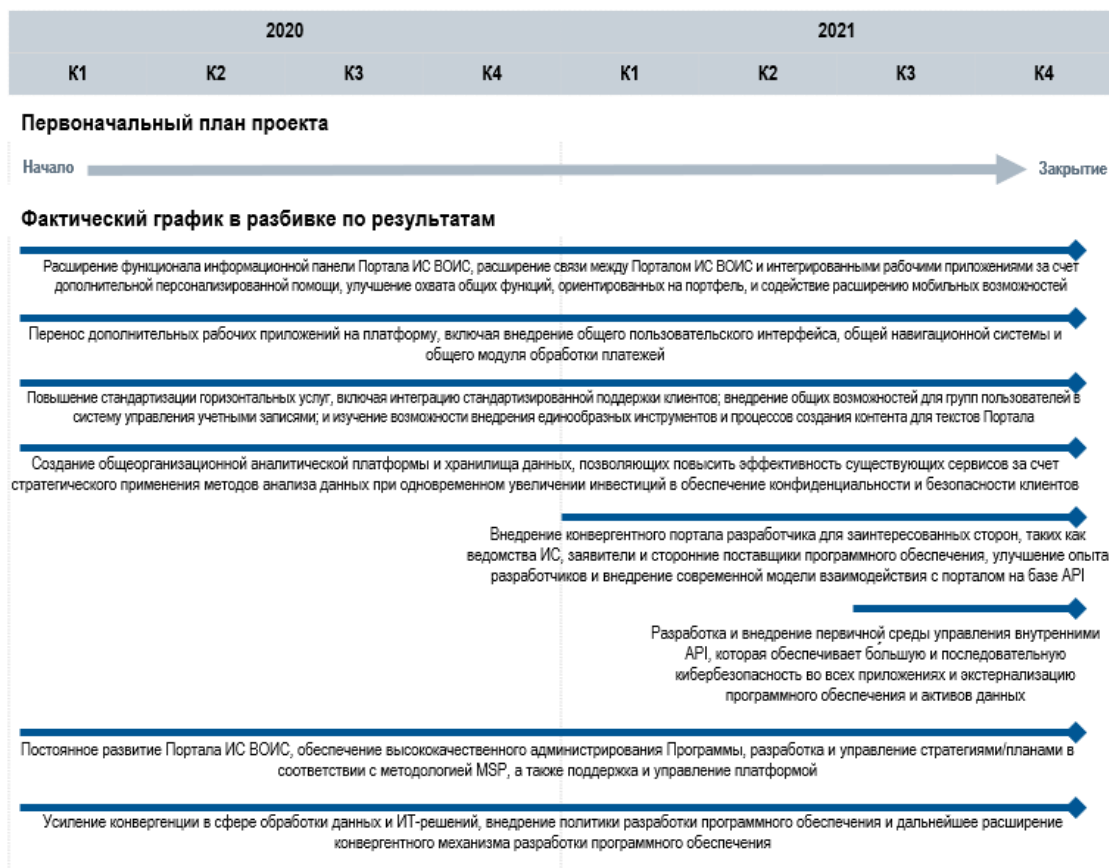 2020 2021
К1 К2 К3 К4 К1 К2 К3 К4
Первоначальный план проекта
Начало Закрытие
Фактический график в разбивке по результатам
Расширение функционала информационной панели Портала ИС ВОИС, расширение связи между Порталом ИС ВОИС и интегрированными рабочими приложениями за счет
дополнительной персонализированной помощи, улучшение охвата общих функций, ориентированных на портфель, и содействие расширению мобильных возможностей
Перенос дополнительных рабочих приложений на платформу, включая внедрение общего пользовательского интерфейса, общей навигационной системы и
общего модуля обработки платежей
Повышение стандартизации горизонтальных услуг, включая интеграцию стандартизированной поддержки клиентов; внедрение общих возможностей для групп пользователей в
систему управления учетными записями; и изучение возможности внедрения единообразных инструментов и процессов создания контента для текстов Портала
Создание общеорганизационной аналитической платформы и хранилища данных, позволяющих повысить эффективность существующих сервисов за счет
стратегического применения методов анализа данных при одновременном увеличении инвестиций в обеспечение конфиденциальности и безопасности клиентов
Внедрение конвергентного портала разработчика для заинтересованных сторон, таких как
ведомства ИС, заявители и сторонние поставщики программного обеспечения, улучшение опыта
разработчиков и внедрение современной модели взаимодействия с порталом на базе API
Разработка и внедрение первичной среды управления внутренними
API, которая обеспечивает бо́льшую и последовательную
кибербезопасность во всех приложениях и экстернализацию
программного обеспечения и активов данных
Постоянное развитие Портала ИС ВОИС, обеспечение высококачественного администрирования Программы, разработка и управление стратегиями/планами в
соответствии с методологией MSP, а также поддержка и управление платформой
Усиление конвергенции в сфере обработки данных и ИТ-решений, внедрение политики разработки программного обеспечения и дальнейшее расширение
конвергентного механизма разработки программного обеспечения